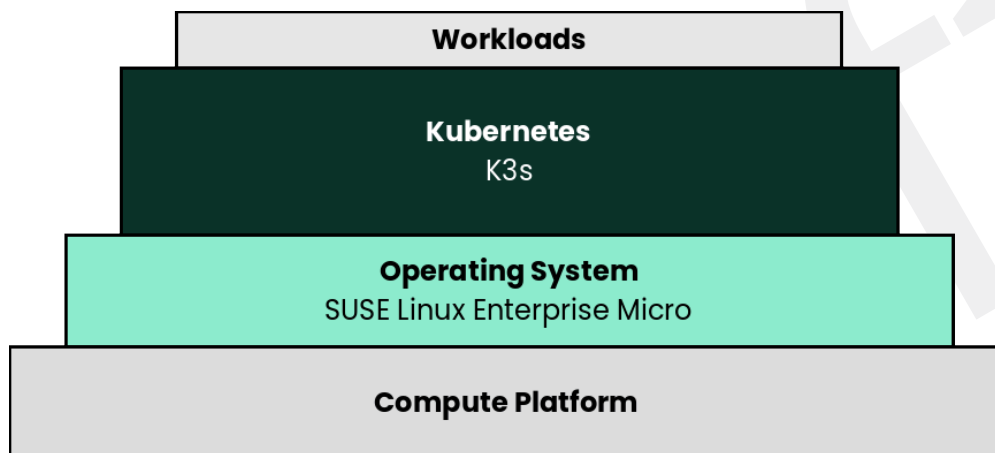 Workloads
Kubernetes
K3s
Operating System
SUSE Linux Enterprise Micro
Compute Platform